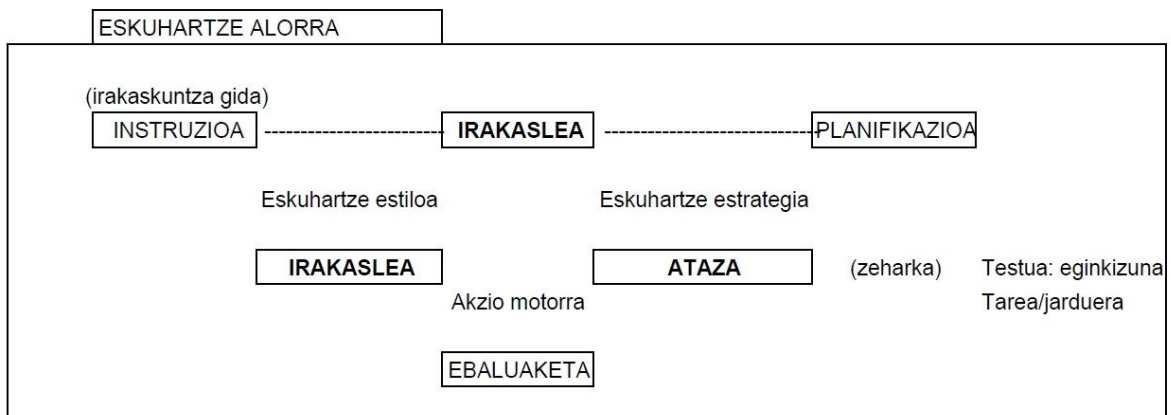 ESKUHARTZE ALORRA
(irakaskuntza gida)
INSTRUZIOA ------------------------- IRAKASLEA ------------------------------ PLANIFIKAZIOA
Eskuhartze estiloa Eskuhartze estrategia
IRAKASLEA ATAZA (zeharka) Testua: eginkizuna
Akzio motorra Tarea/jarduera
EBALUAKETA